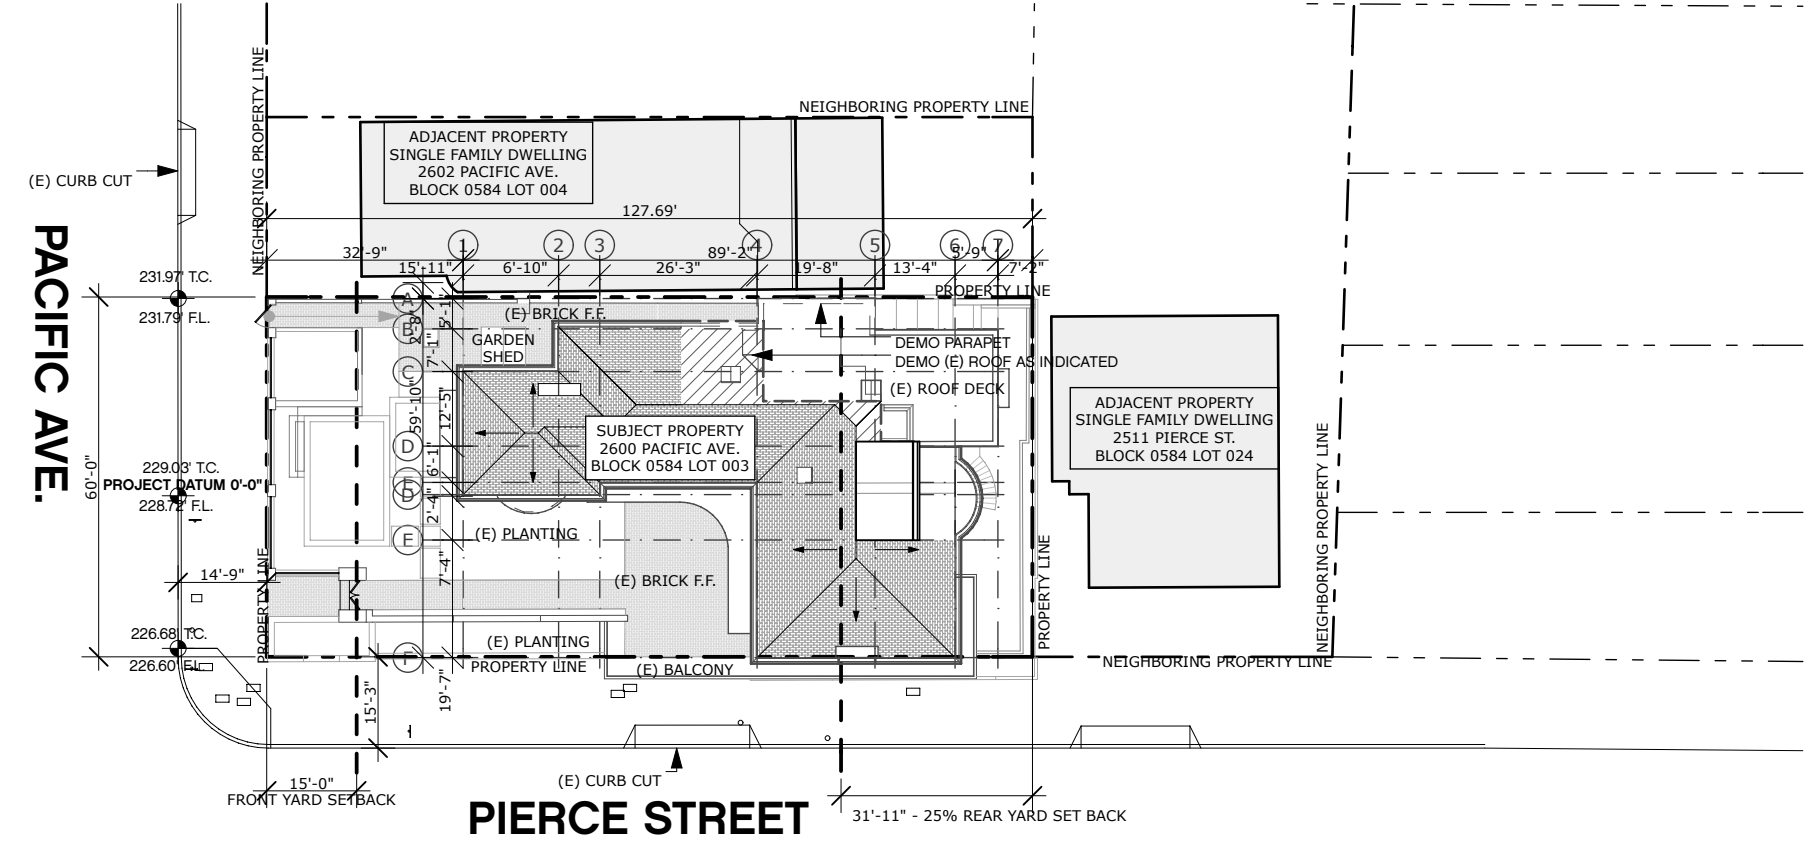 NEIGHBORING PROPERTY LINE
NEIGHBORING PROPERTY LINE
ADJACENT PROPERTY
SINGLE FAMILY DWELLING
2602 PACIFIC AVE.
BLOCK 0584 LOT 004
(E) CURB CUT
127.69'
PACIFIC AVE.
1
2
3
4
5
6
7
32'-9"
89'-2"
5'-9"
15'-11"
6'-10"
26'-3"
19'-8"
13'-4"
7'-2"
231.97' T.C.
231.79' F.L.
PROPERTY LINE
A
B
C
D
E
F
(E) BRICK F.F.
GARDEN
SHED
2'-8"
5'-1"
7'-1"
59'-10"
12'-5"
6'-1"
2'-4"
7'-4"
19'-7"
DEMO PARAPET
DEMO (E) ROOF AS INDICATED
(E) ROOF DECK
SUBJECT PROPERTY
2600 PACIFIC AVE.
BLOCK 0584 LOT 003
ADJACENT PROPERTY
SINGLE FAMILY DWELLING
2511 PIERCE ST.
BLOCK 0584 LOT 024
60'-0"
229.03' T.C.
PROJECT DATUM 0'-0"
228.72' F.L.
(E) PLANTING
14'-9"
(E) BRICK F.F.
PROPERTY LINE
PROPERTY LINE
NEIGHBORING PROPERTY LINE
226.68' T.C.
226.60' F.L.
(E) PLANTING
PROPERTY LINE
(E) BALCONY
NEIGHBORING PROPERTY LINE
15'-3"
15'-0"
FRONT YARD SETBACK
(E) CURB CUT
PIERCE STREET
31'-11" - 25% REAR YARD SET BACK